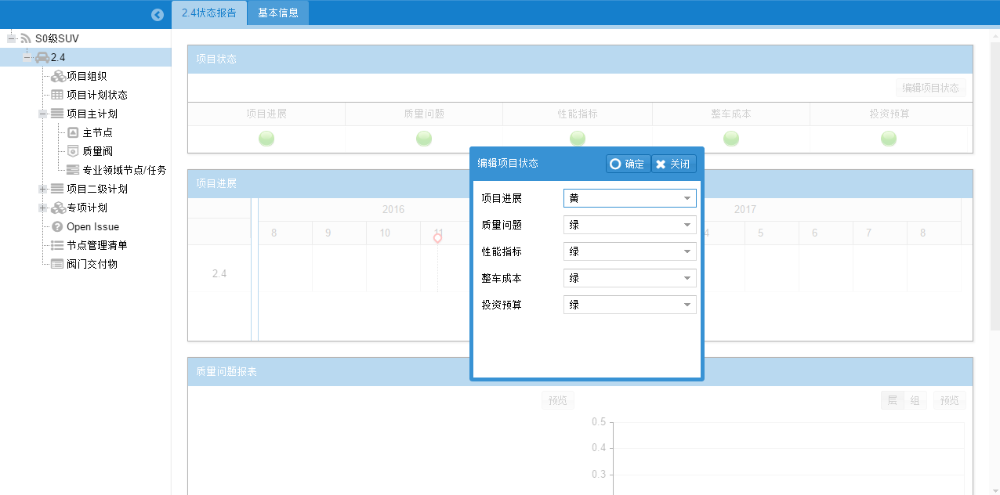 2.4状态报告 基本信息
S0级SUV
2.4
项目组织
项目计划状态
项目主计划
主节点
质量阀
专业领域节点/任务
项目二级计划
专项计划
Open Issue
节点管理清单
阀门交付物
项目状态
编辑项目状态
项目进展 质量问题 性能指标 整车成本 投资预算
项目进展
2016 2017
8 9 10 11 4 5 6 7 8
2.4
编辑项目状态 确定 关闭
项目进展 黄
质量问题 绿
性能指标 绿
整车成本 绿
投资预算 绿
质量问题报表
预览 层 组 预览
0.5
0.4
0.3